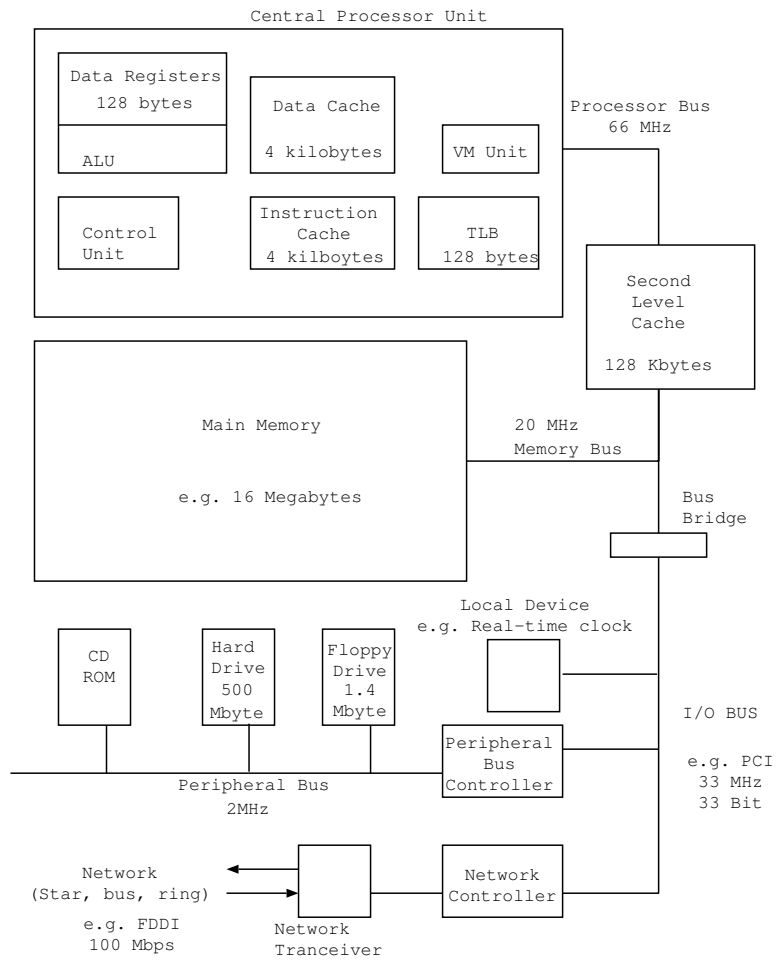 Central Processor Unit
Data Registers
128 bytes
ALU
Data Cache
4 kilobytes
VM Unit
Processor Bus
66 MHz
Control
Unit
Instruction
Cache
4 kilboytes
TLB
128 bytes
Second
Level
Cache
128 Kbytes
Main Memory
e.g. 16 Megabytes
20 MHz
Memory Bus
Bus
Bridge
Local Device
e.g. Real-time clock
CD
ROM
Hard
Drive
500
Mbyte
Floppy
Drive
1.4
Mbyte
I/O BUS
e.g. PCI
33 MHz
33 Bit
Peripheral
Bus
Controller
Peripheral Bus
2MHz
Network
(Star, bus, ring)
e.g. FDDI
100 Mbps
Network
Tranceiver
Network
Controller